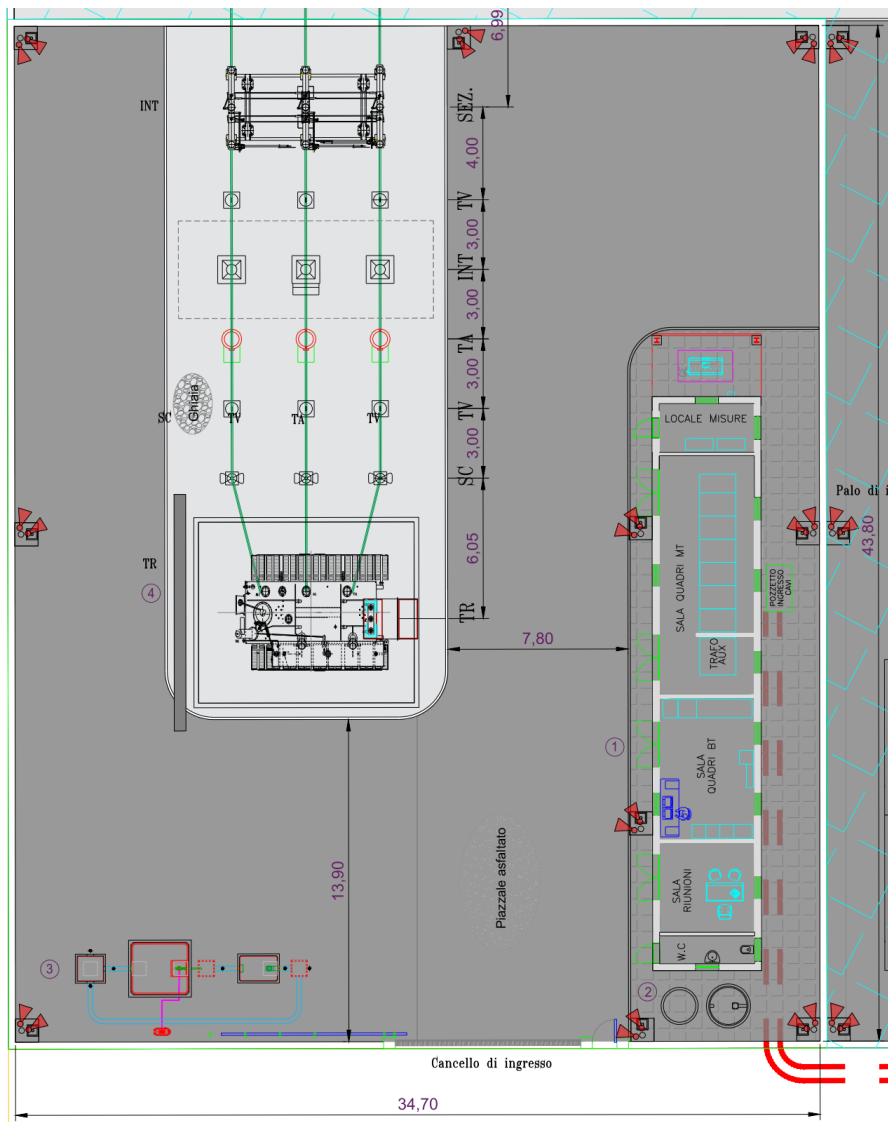 6,99
INT
SEZ.
4,00
TV
3,00
INT
3,00
TA
3,00
Ghiaia
SC
TV
TA
TV
TV
3,00
SC
6,05
TR
TR
4
7,80
13,90
LOCALE MISURE
SALA QUADRI MT
TRAFO
AUX
POZZETTO
INGRESSO
CAVI
1
SALA
QUADRI BT
SALA
RIUNIONI
W.C
2
3
Piazzale asfaltato
Palo di i
43,80
Cancello di ingresso
34,70